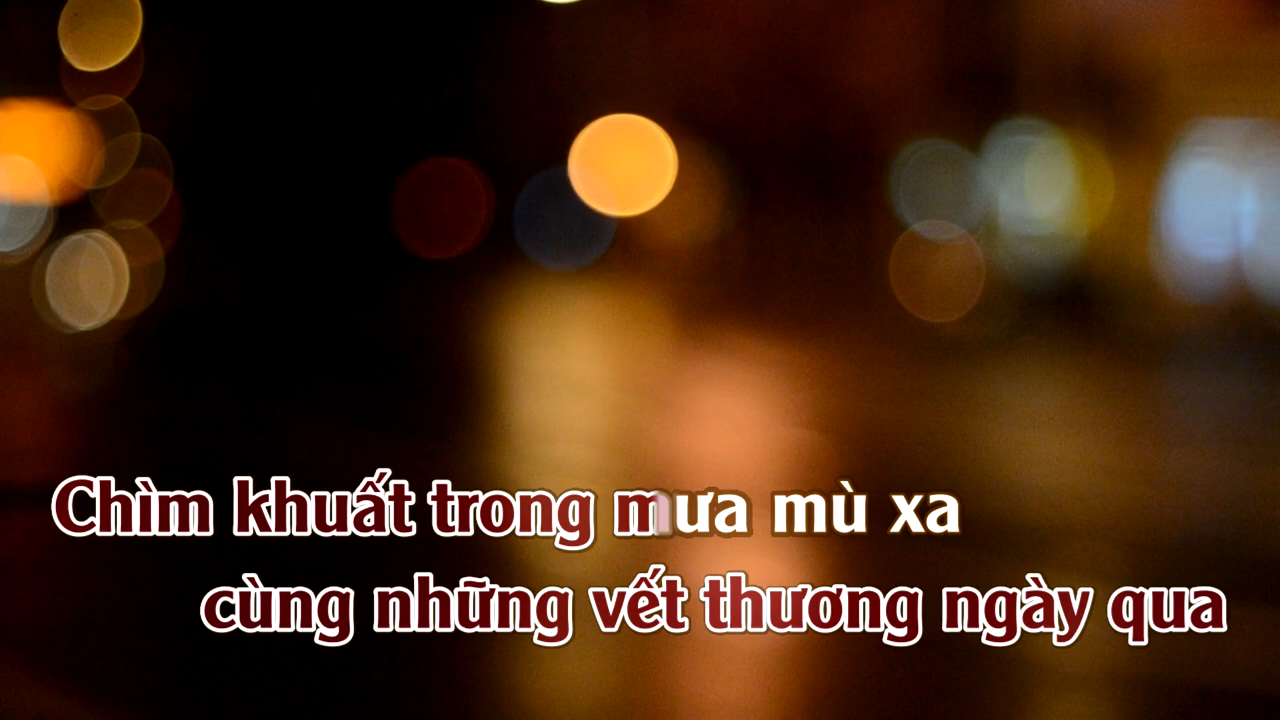 Chìm khuất trong mưa mù xa
cùng những vết thương ngày qua